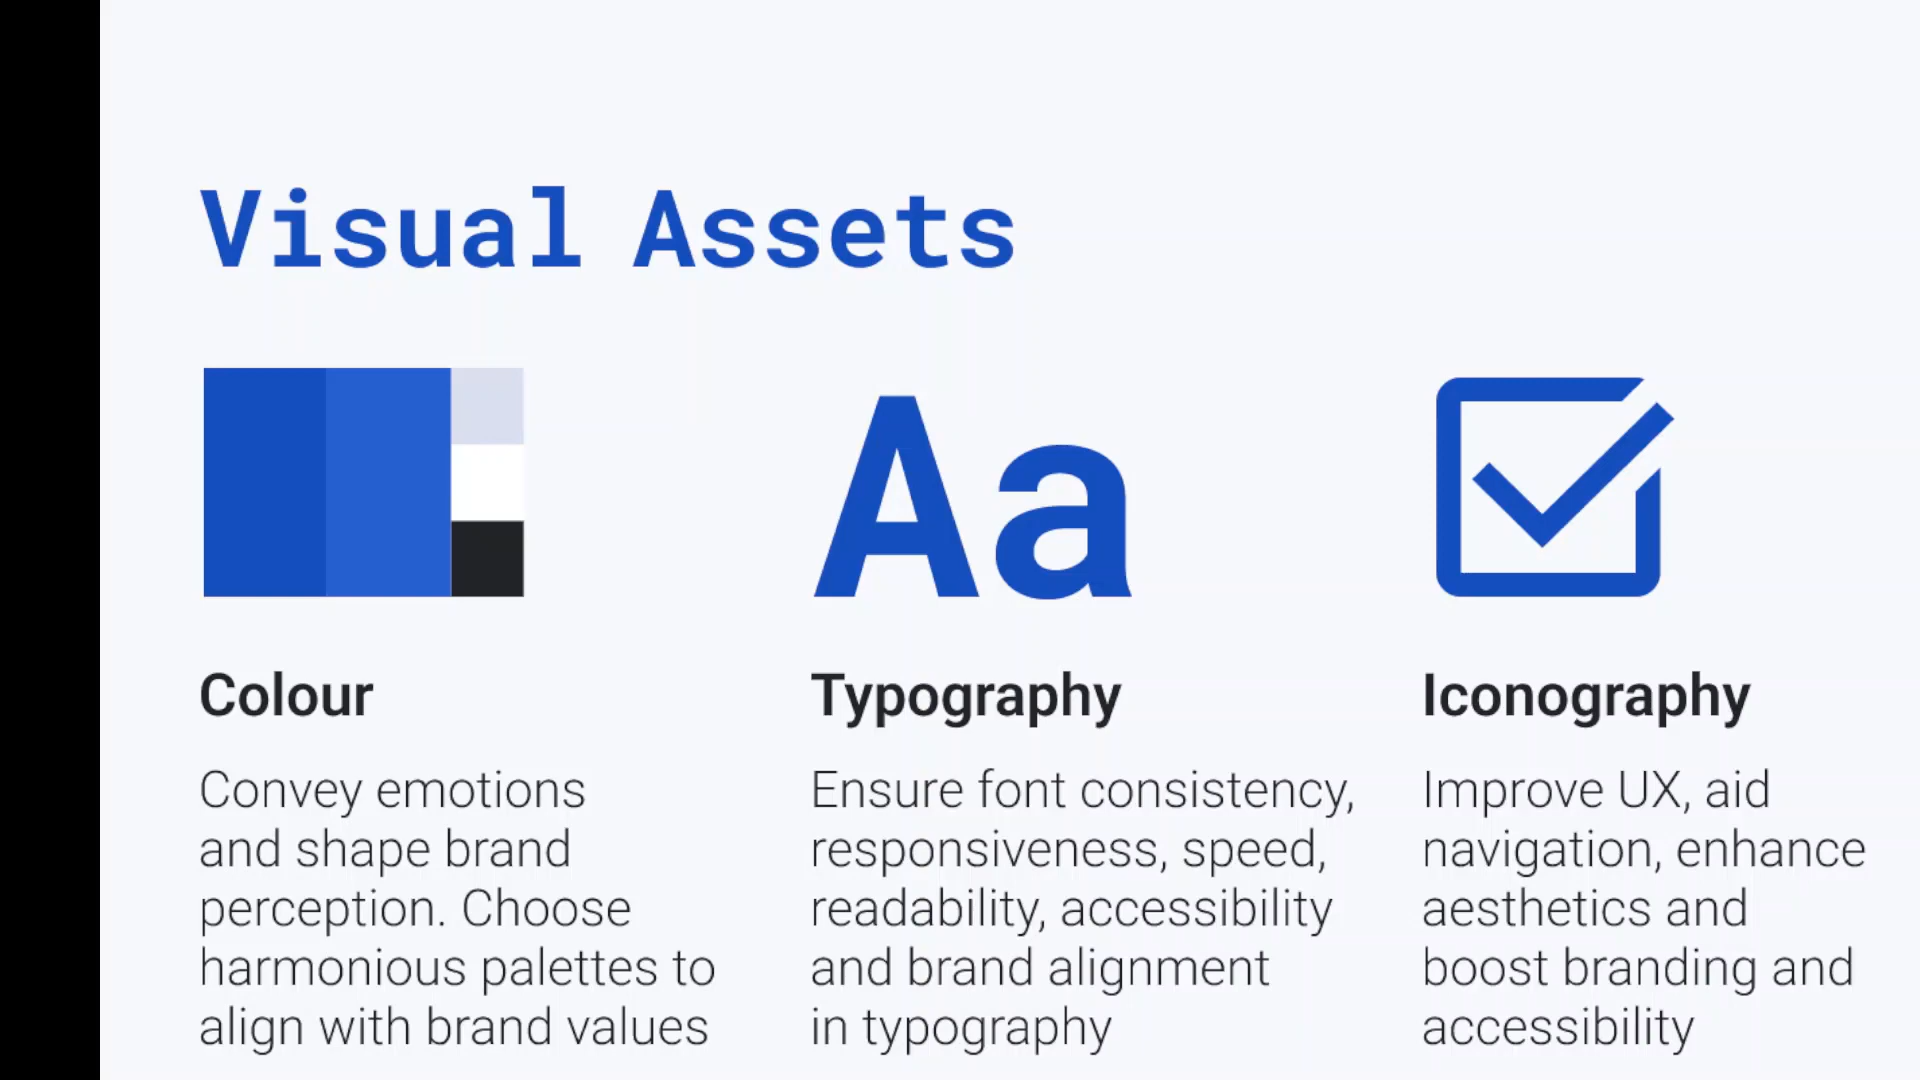 Visual Assets
Aa
Colour
Convey emotions
and shape brand
perception. Choose
harmonious palettes to
align with brand values
Typography
Ensure font consistency,
responsiveness, speed,
readability, accessibility
and brand alignment
in typography
Iconography
Improve UX, aid
navigation, enhance
aesthetics and
boost branding and
accessibility